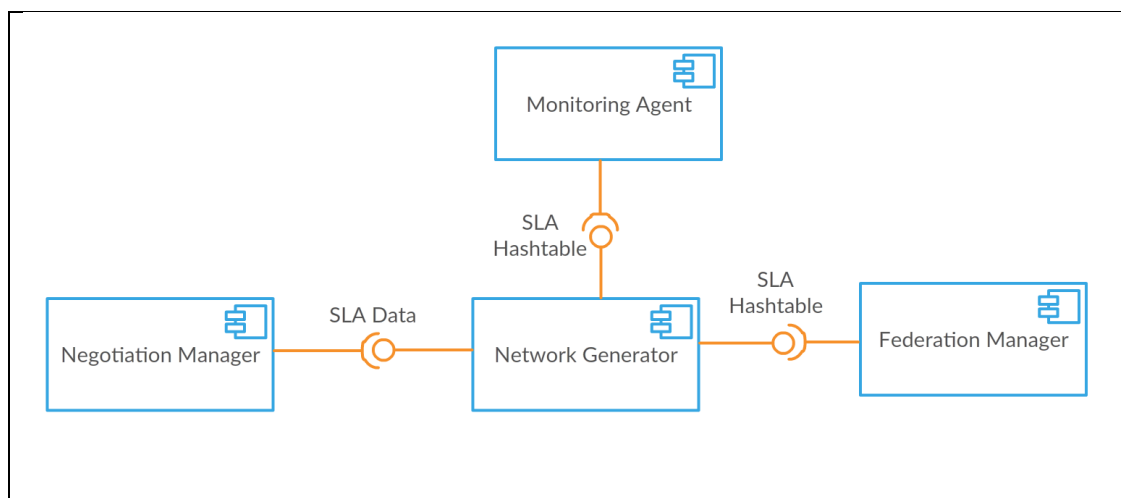 Monitoring Agent
SLA
Hashtable
SLA
Hashtable
SLA Data
Negotiation Manager
Network Generator
Federation Manager